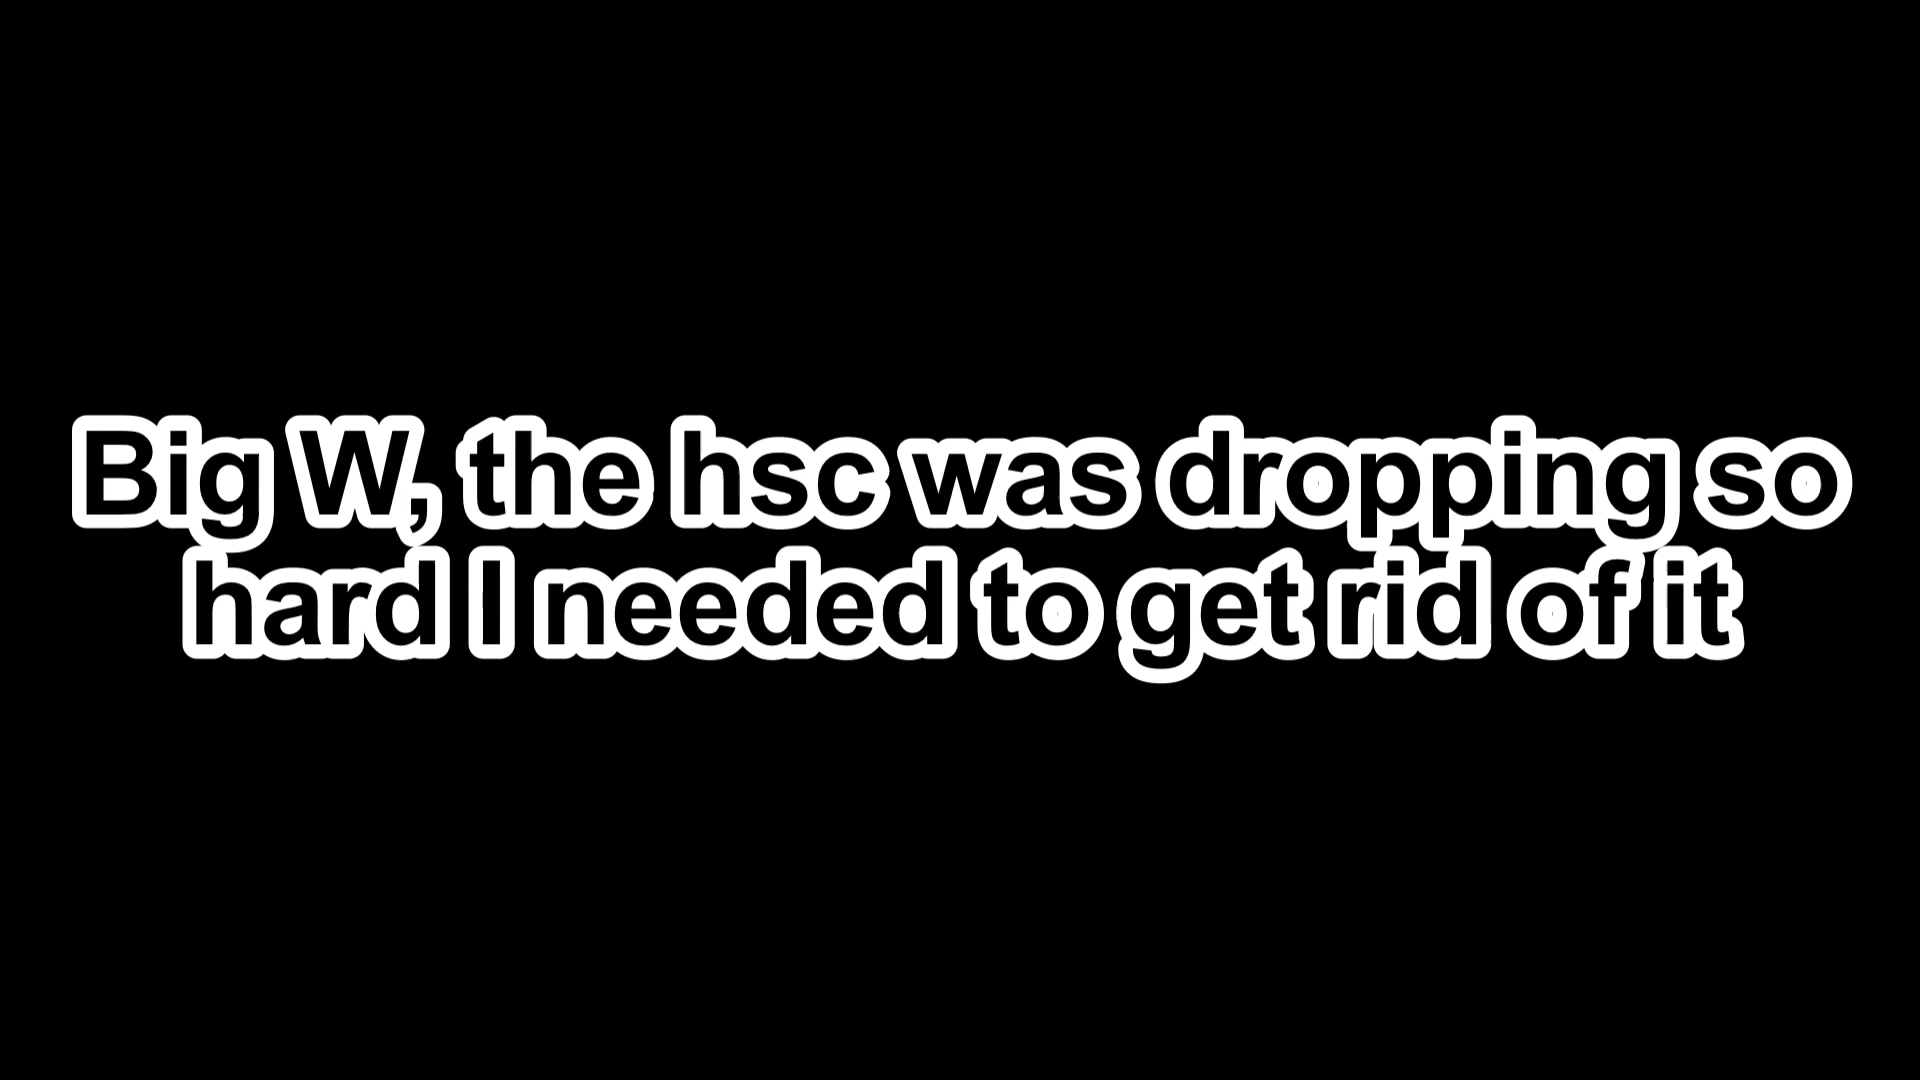 Big W, the hsc was dropping so
hard I needed to get rid of it